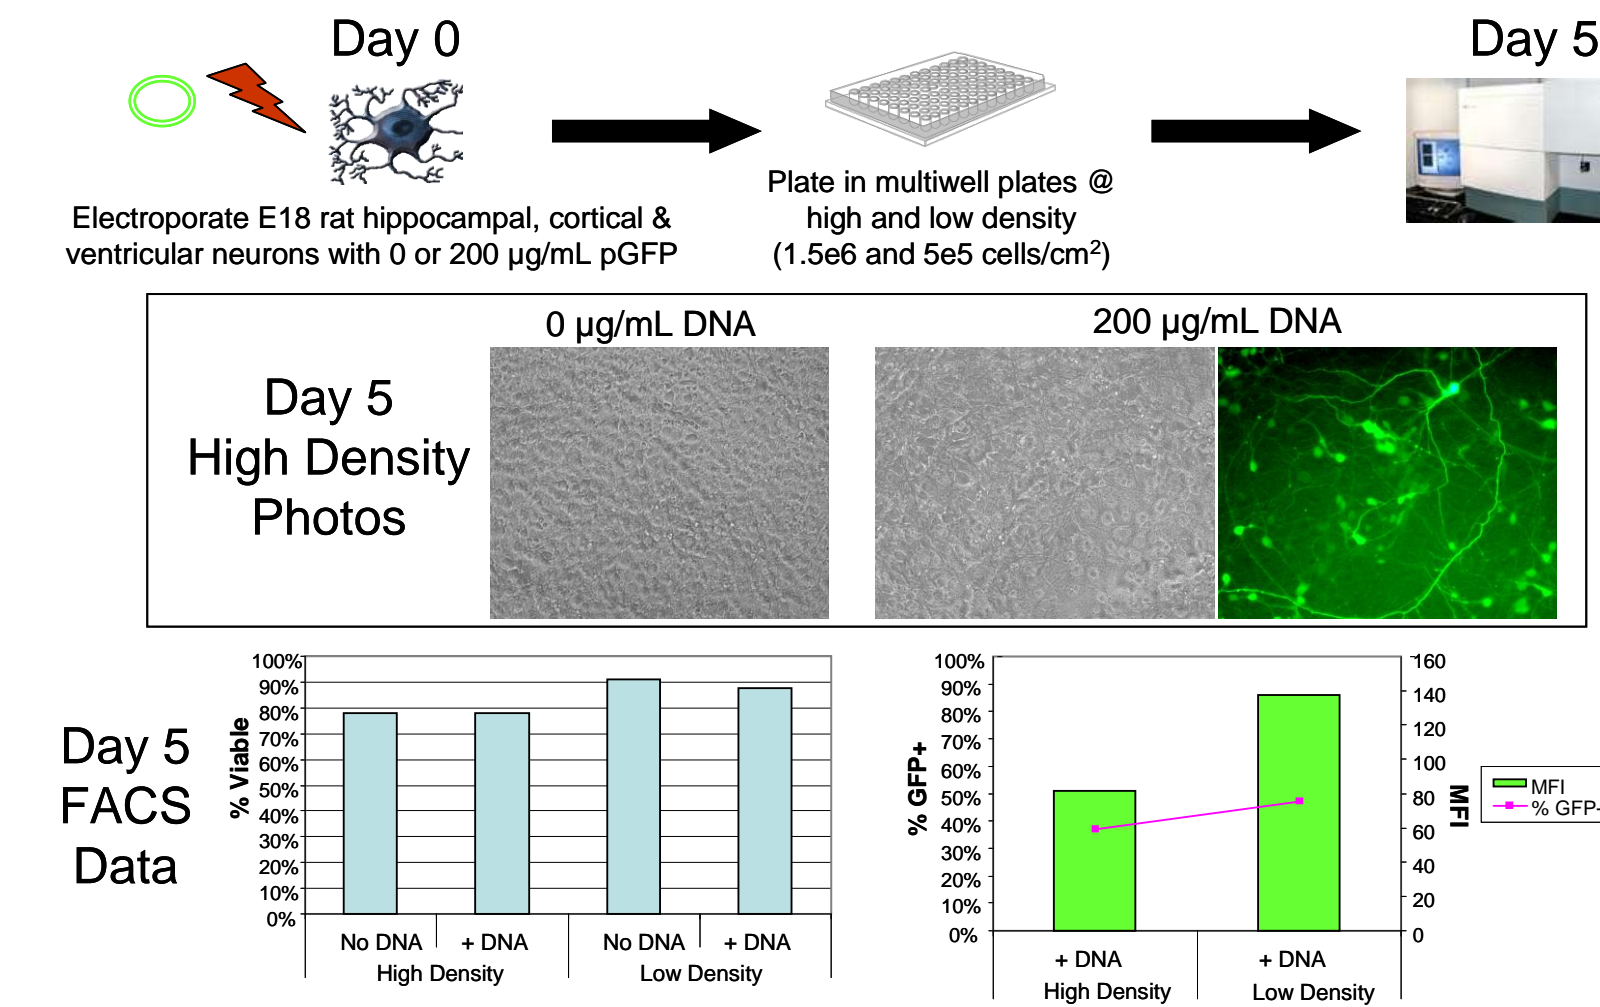 Day 0
Day 5
Electroporate E18 rat hippocampal, cortical &
ventricular neurons with 0 or 200 µg/mL pGFP
Plate in multiwell plates @
high and low density
(1.5e6 and 5e5 cells/cm²)
0 µg/mL DNA
200 µg/mL DNA
Day 5
High Density
Photos
Day 5
FACS
Data
% Viable
100%
90%
80%
70%
60%
50%
40%
30%
20%
10%
0%
No DNA
+ DNA
No DNA
+ DNA
High Density
Low Density
% GFP+
100%
90%
80%
70%
60%
50%
40%
30%
20%
10%
0%
160
140
120
100
80
60
40
20
0
MFI
+ DNA
+ DNA
High Density
Low Density
MFI
% GFP